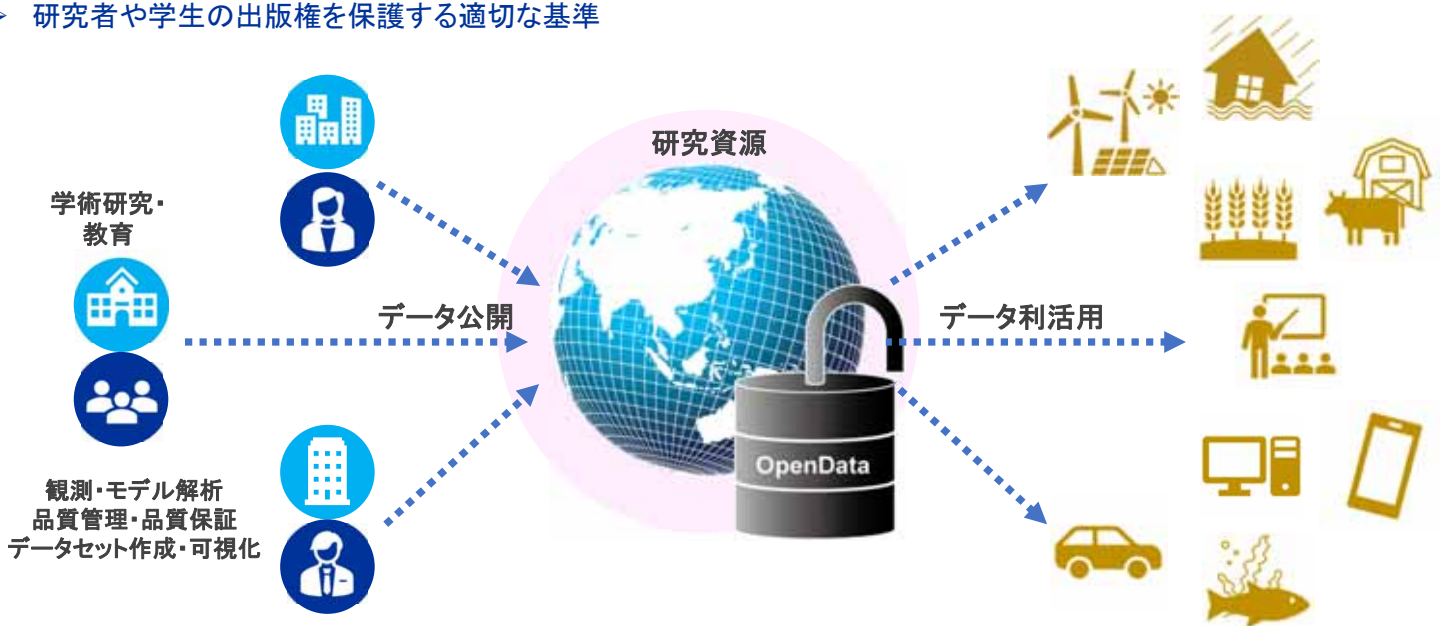 ➢ 研究者や学生の出版権を保護する適切な基準
研究資源
学術研究・
教育
データ公開
データ利活用
OpenData
観測・モデル解析
品質管理・品質保証
データセット作成・可視化